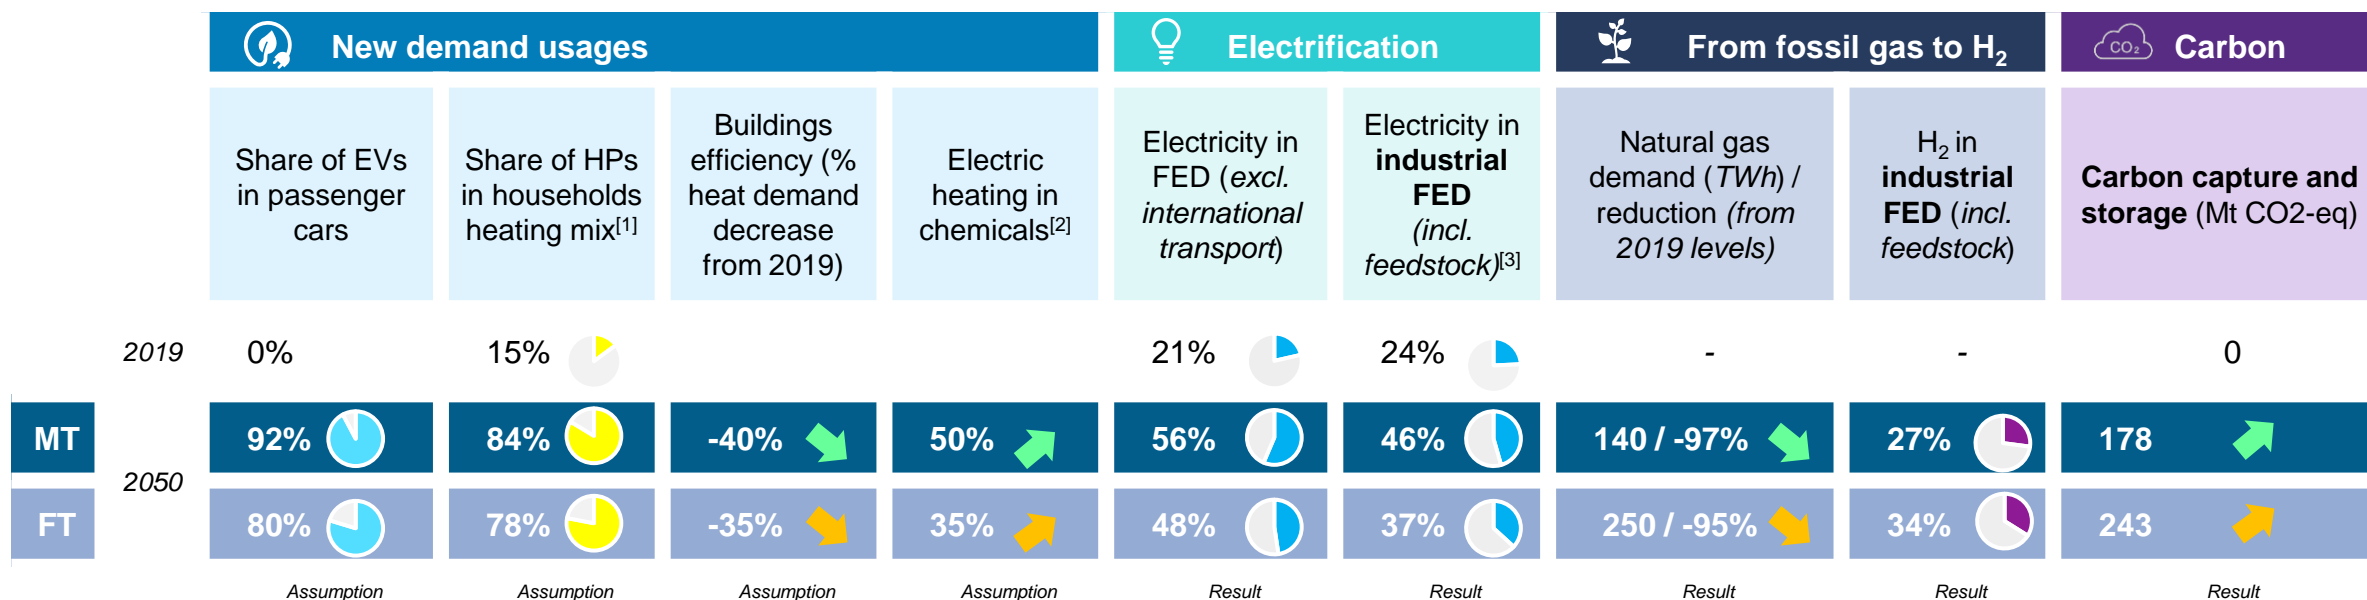 New demand usages
Electrification
From fossil gas to H₂
CO₂
Carbon
Share of EVs
in passenger
cars
Share of HPs
in households
heating mix[1]
Buildings
efficiency (%
heat demand
decrease
from 2019)
Electric
heating in
chemicals[2]
Electricity in
FED (excl.
international
transport)
Electricity in
industrial
FED
(incl.
feedstock)[3]
Natural gas
demand (TWh) /
reduction (from
2019 levels)
H₂ in
industrial
FED (incl.
feedstock)
Carbon capture and
storage (Mt CO2-eq)
2019 0% 15% 21% 24% - - 0
MT 92% 84% -40% 50% 56% 46% 140 / -97% 27% 178
2050
FT 80% 78% -35% 35% 48% 37% 250 / -95% 34% 243
Assumption Assumption Assumption Assumption Result Result Result Result Result